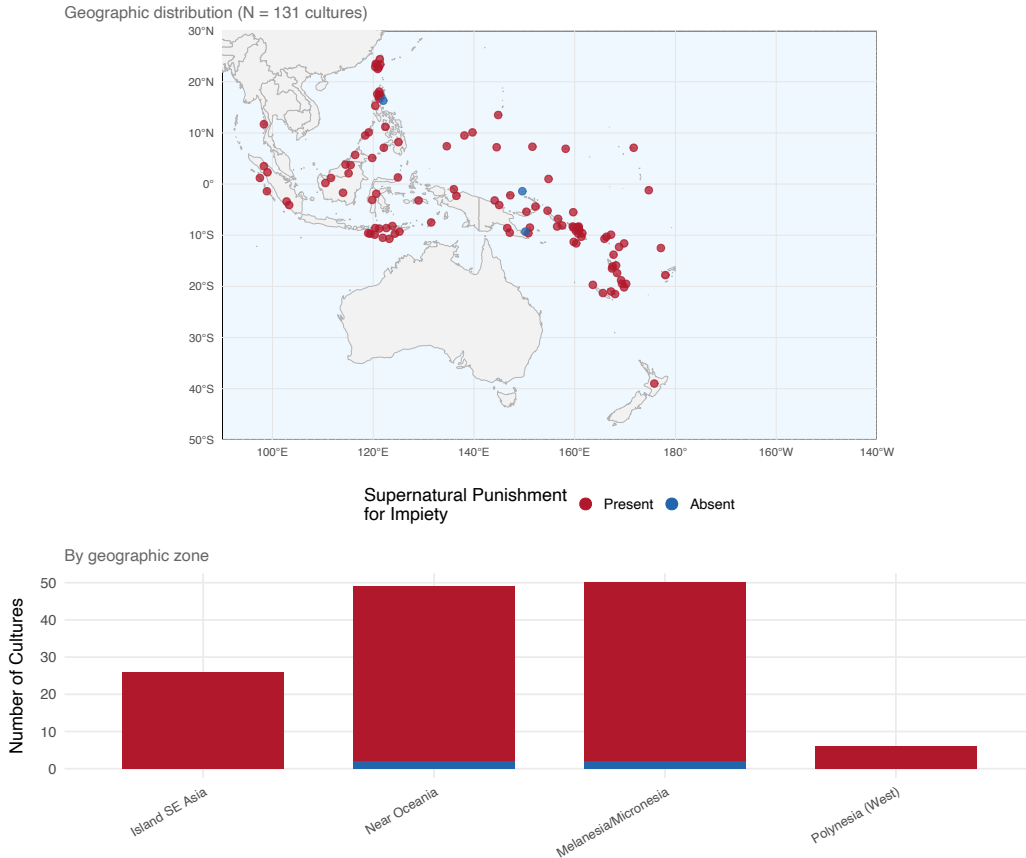 Geographic distribution (N = 131 cultures)
30°N
20°N
10°N
0°
10°S
20°S
30°S
40°S
50°S
100°E
120°E
140°E
160°E
180°
160°W
140°W
Supernatural Punishment
for Impiety
Present
Absent
By geographic zone
Number of Cultures
50
40
30
20
10
0
Island SE Asia
Near Oceania
Melanesia/Micronesia
Polynesia (West)